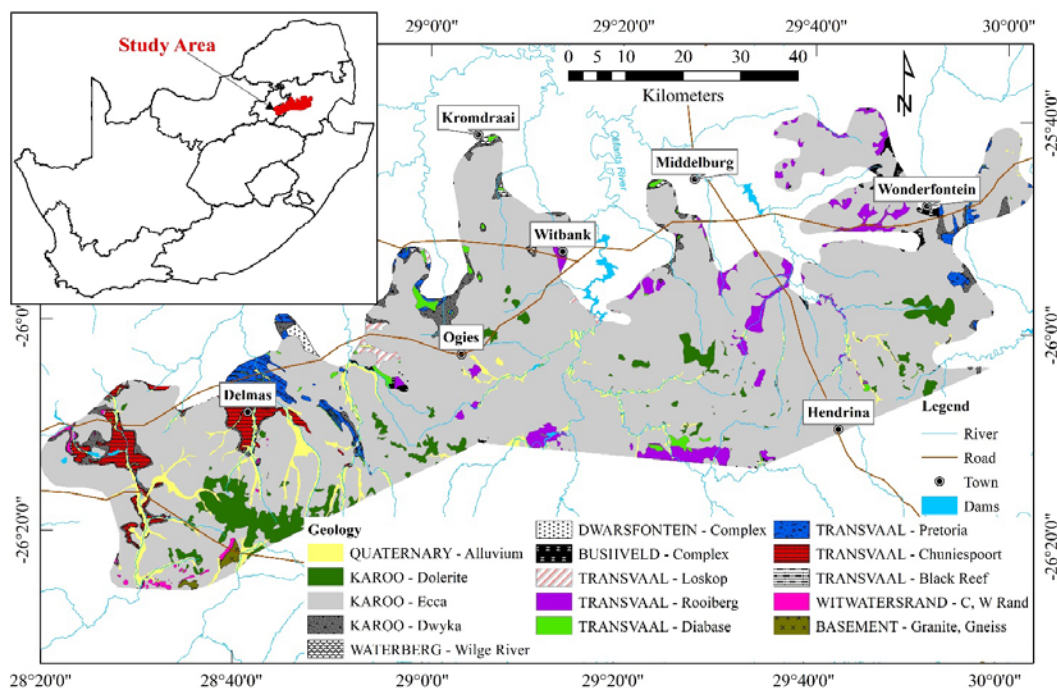 Study Area
29°0'0"
29°20'0"
29°40'0"
30°0'0"
0 5 10 20 30 40
Kilometers
N
-25°40'0"
Kromdraai
Olifants River
Middelburg
Wonderfontein
Witbank
-26°0'0"
-26°0'0"
Ogies
Delmas
Hendrina
Legend
River
Road
Town
Dams
-26°20'0"
-26°20'0"
Geology
QUATERNARY - Alluvium
KAROO - Dolerite
KAROO - Ecca
KAROO - Dwyka
WATERBERG - Wilge River
DWARSFONTEIN - Complex
BUSIIVELD - Complex
TRANSVAAL - Loskop
TRANSVAAL - Rooiberg
TRANSVAAL - Diabase
TRANSVAAL - Pretoria
TRANSVAAL - Chuniespoort
TRANSVAAL - Black Reef
WITWATERSRAND - C, W Rand
BASEMENT - Granite, Gneiss
28°20'0"
28°40'0"
29°0'0"
29°20'0"
29°40'0"
30°0'0"